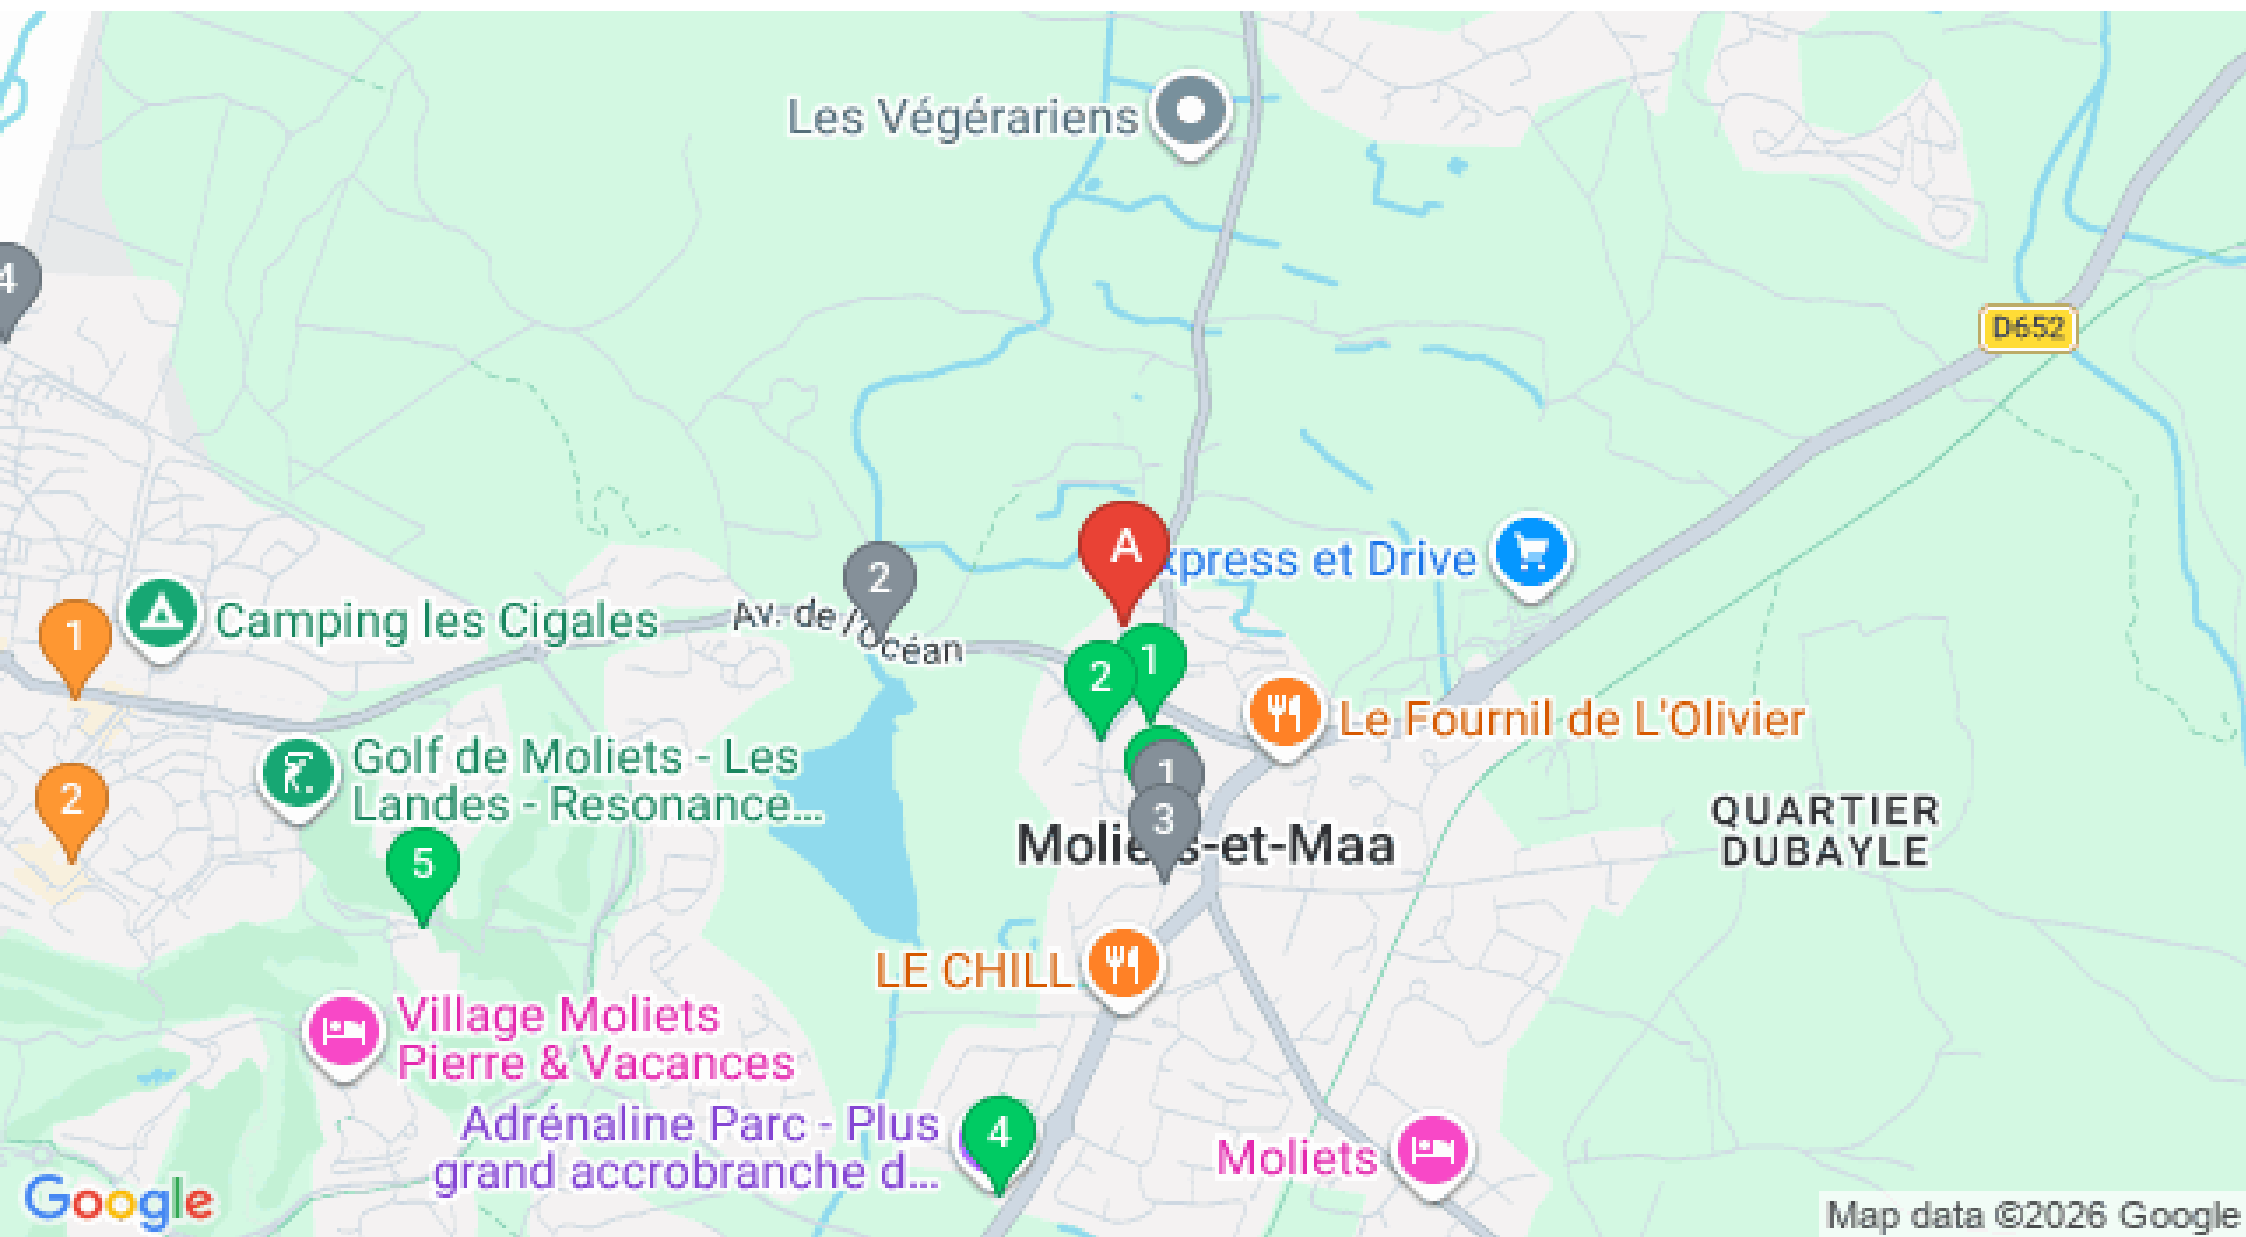 Les Végérariens
4
D652
A
xpress et Drive
2
Av. de l'Océan
1
Camping les Cigales
1
2
Le Fournil de L'Olivier
Golf de Moliets - Les
Landes - Resonance...
1
2
3
QUARTIER
DUBAYLE
Moliets-et-Maa
5
LE CHILL
Village Moliets
Pierre & Vacances
Adrénaline Parc - Plus
grand accrobranche d...
4
Moliets
Google
Map data ©2026 Google